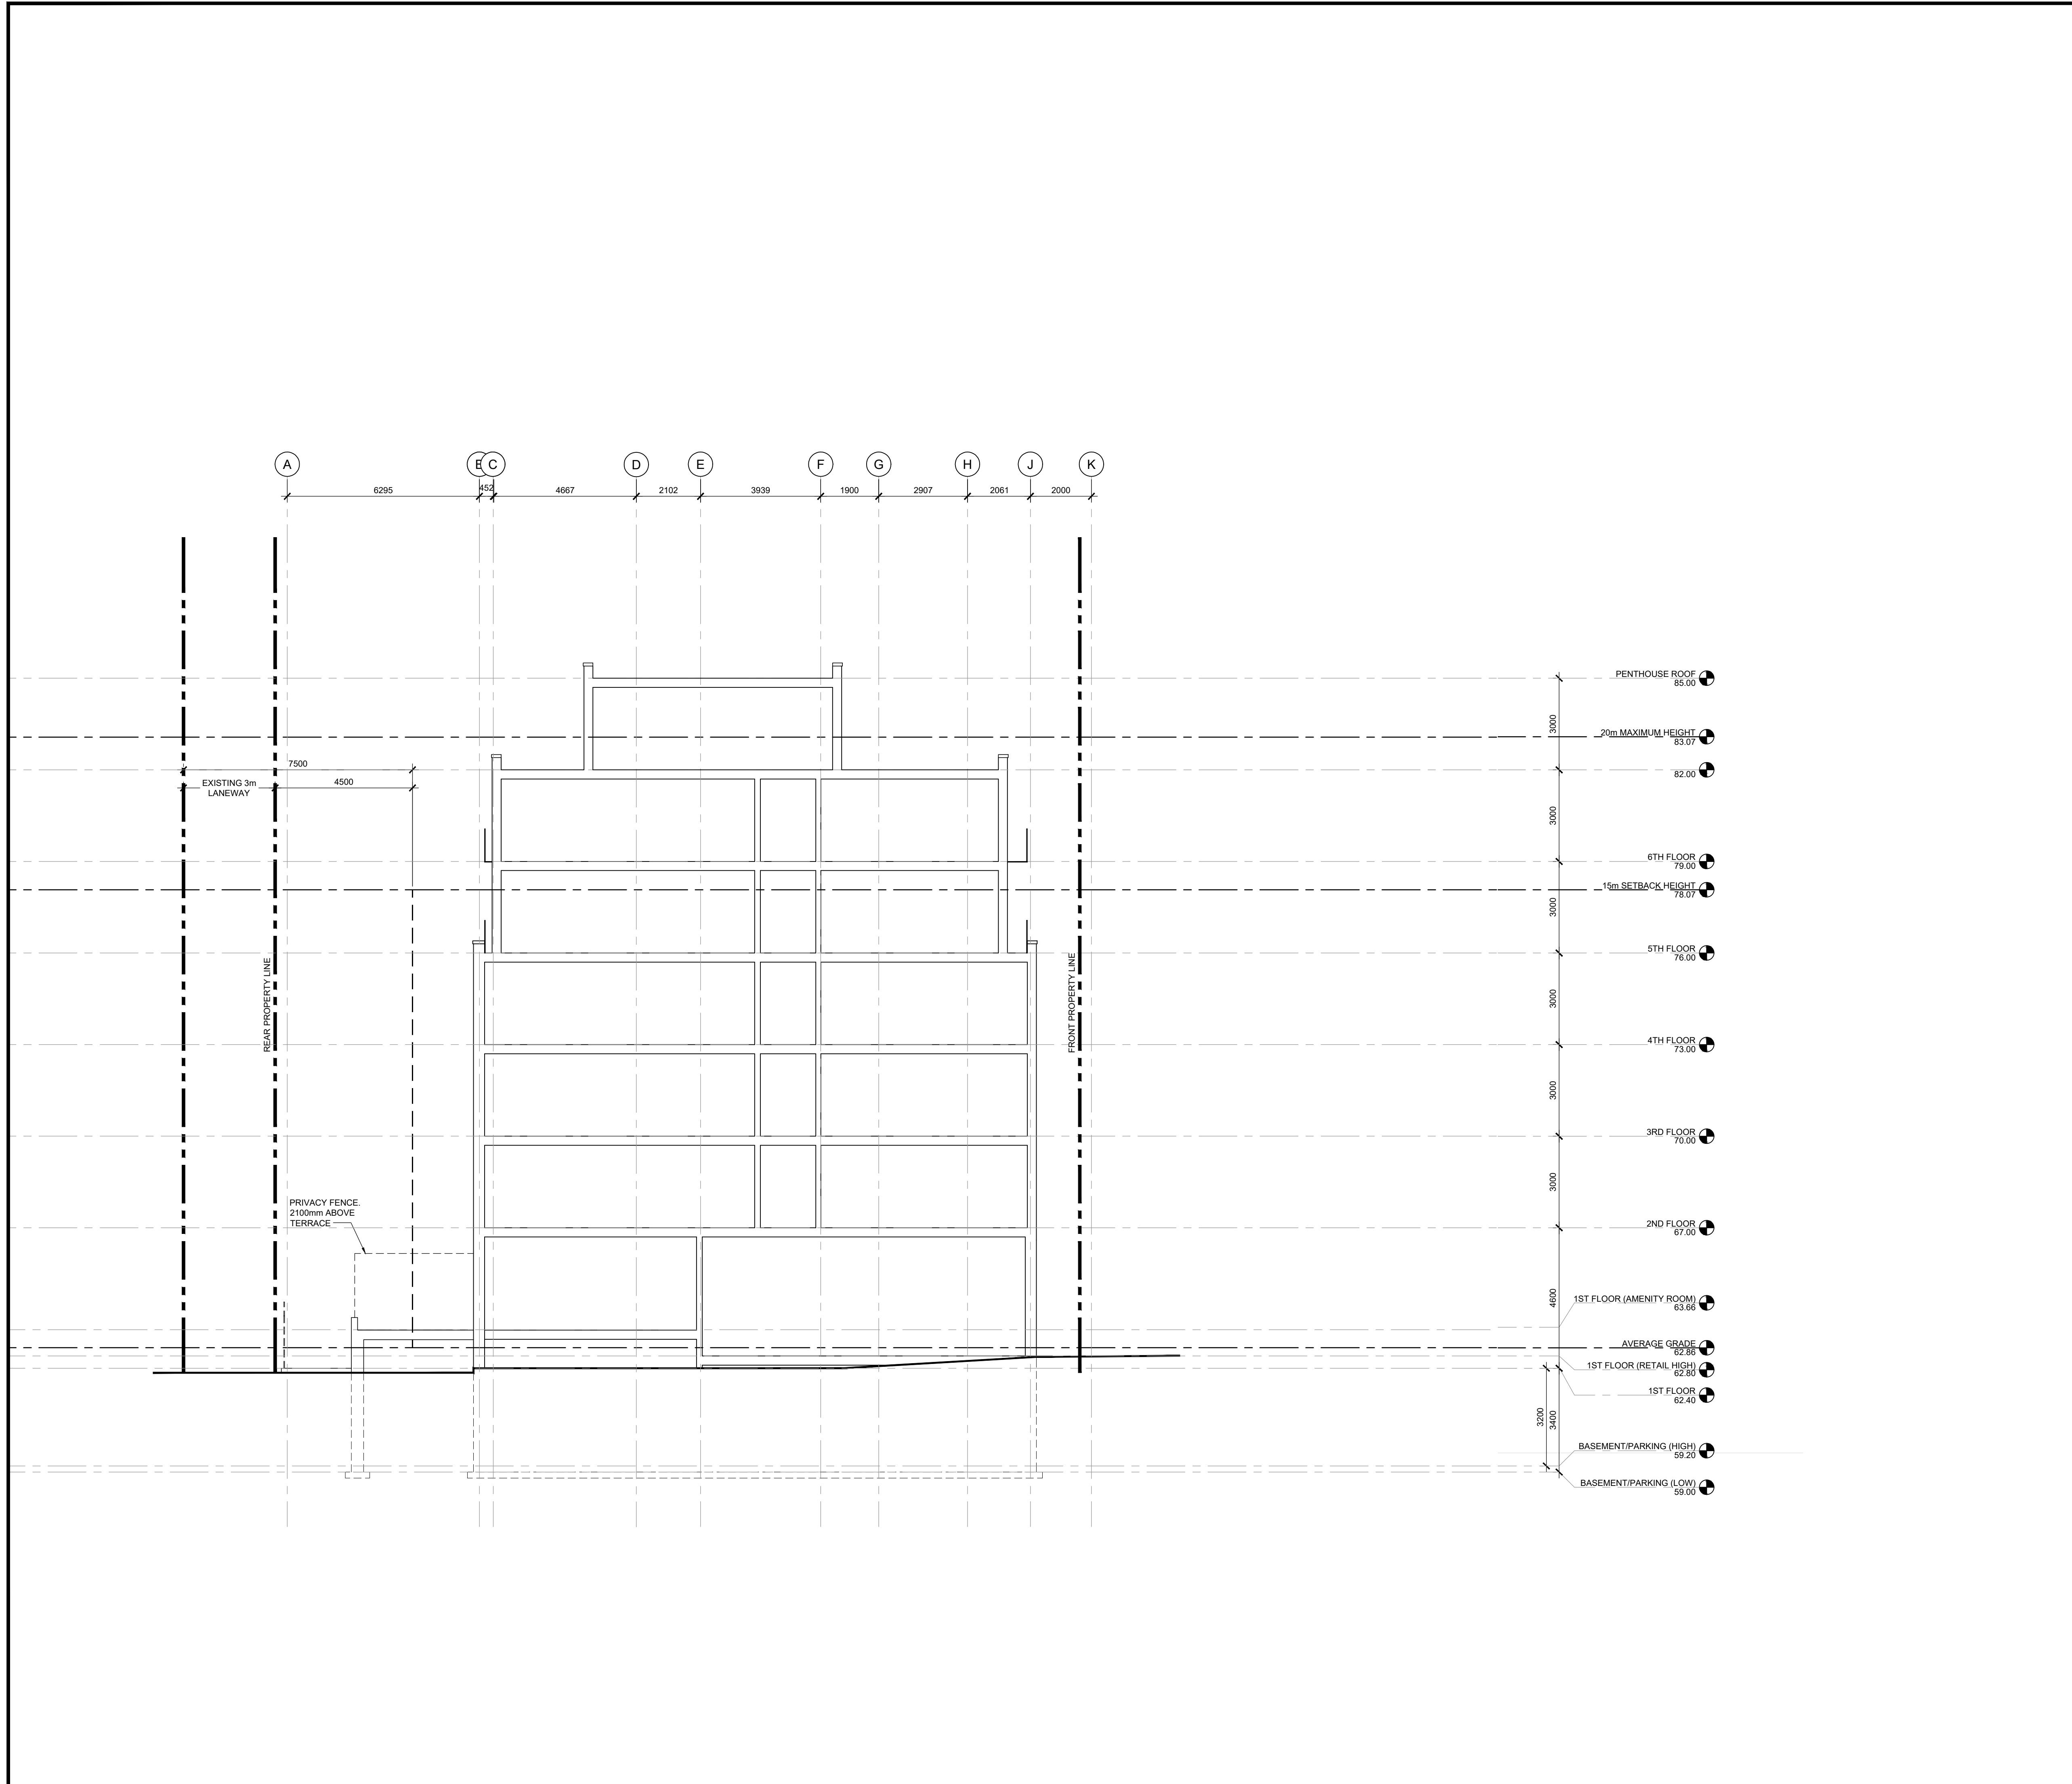 A
B
C
D
E
F
G
H
J
K
6295
452
4667
2102
3939
1900
2907
2061
2000
PENTHOUSE ROOF
85.00
3000
20m MAXIMUM HEIGHT
83.07
7500
82.00
EXISTING 3m
LANEWAY
4500
3000
6TH FLOOR
79.00
15m SETBACK HEIGHT
78.07
3000
5TH FLOOR
76.00
REAR PROPERTY LINE
FRONT PROPERTY LINE
3000
4TH FLOOR
73.00
3000
3RD FLOOR
70.00
3000
PRIVACY FENCE.
2100mm ABOVE
TERRACE
2ND FLOOR
67.00
4600
1ST FLOOR (AMENITY ROOM)
63.66
AVERAGE GRADE
62.86
1ST FLOOR (RETAIL HIGH)
62.80
1ST FLOOR
62.40
3200
3400
BASEMENT/PARKING (HIGH)
59.20
BASEMENT/PARKING (LOW)
59.00